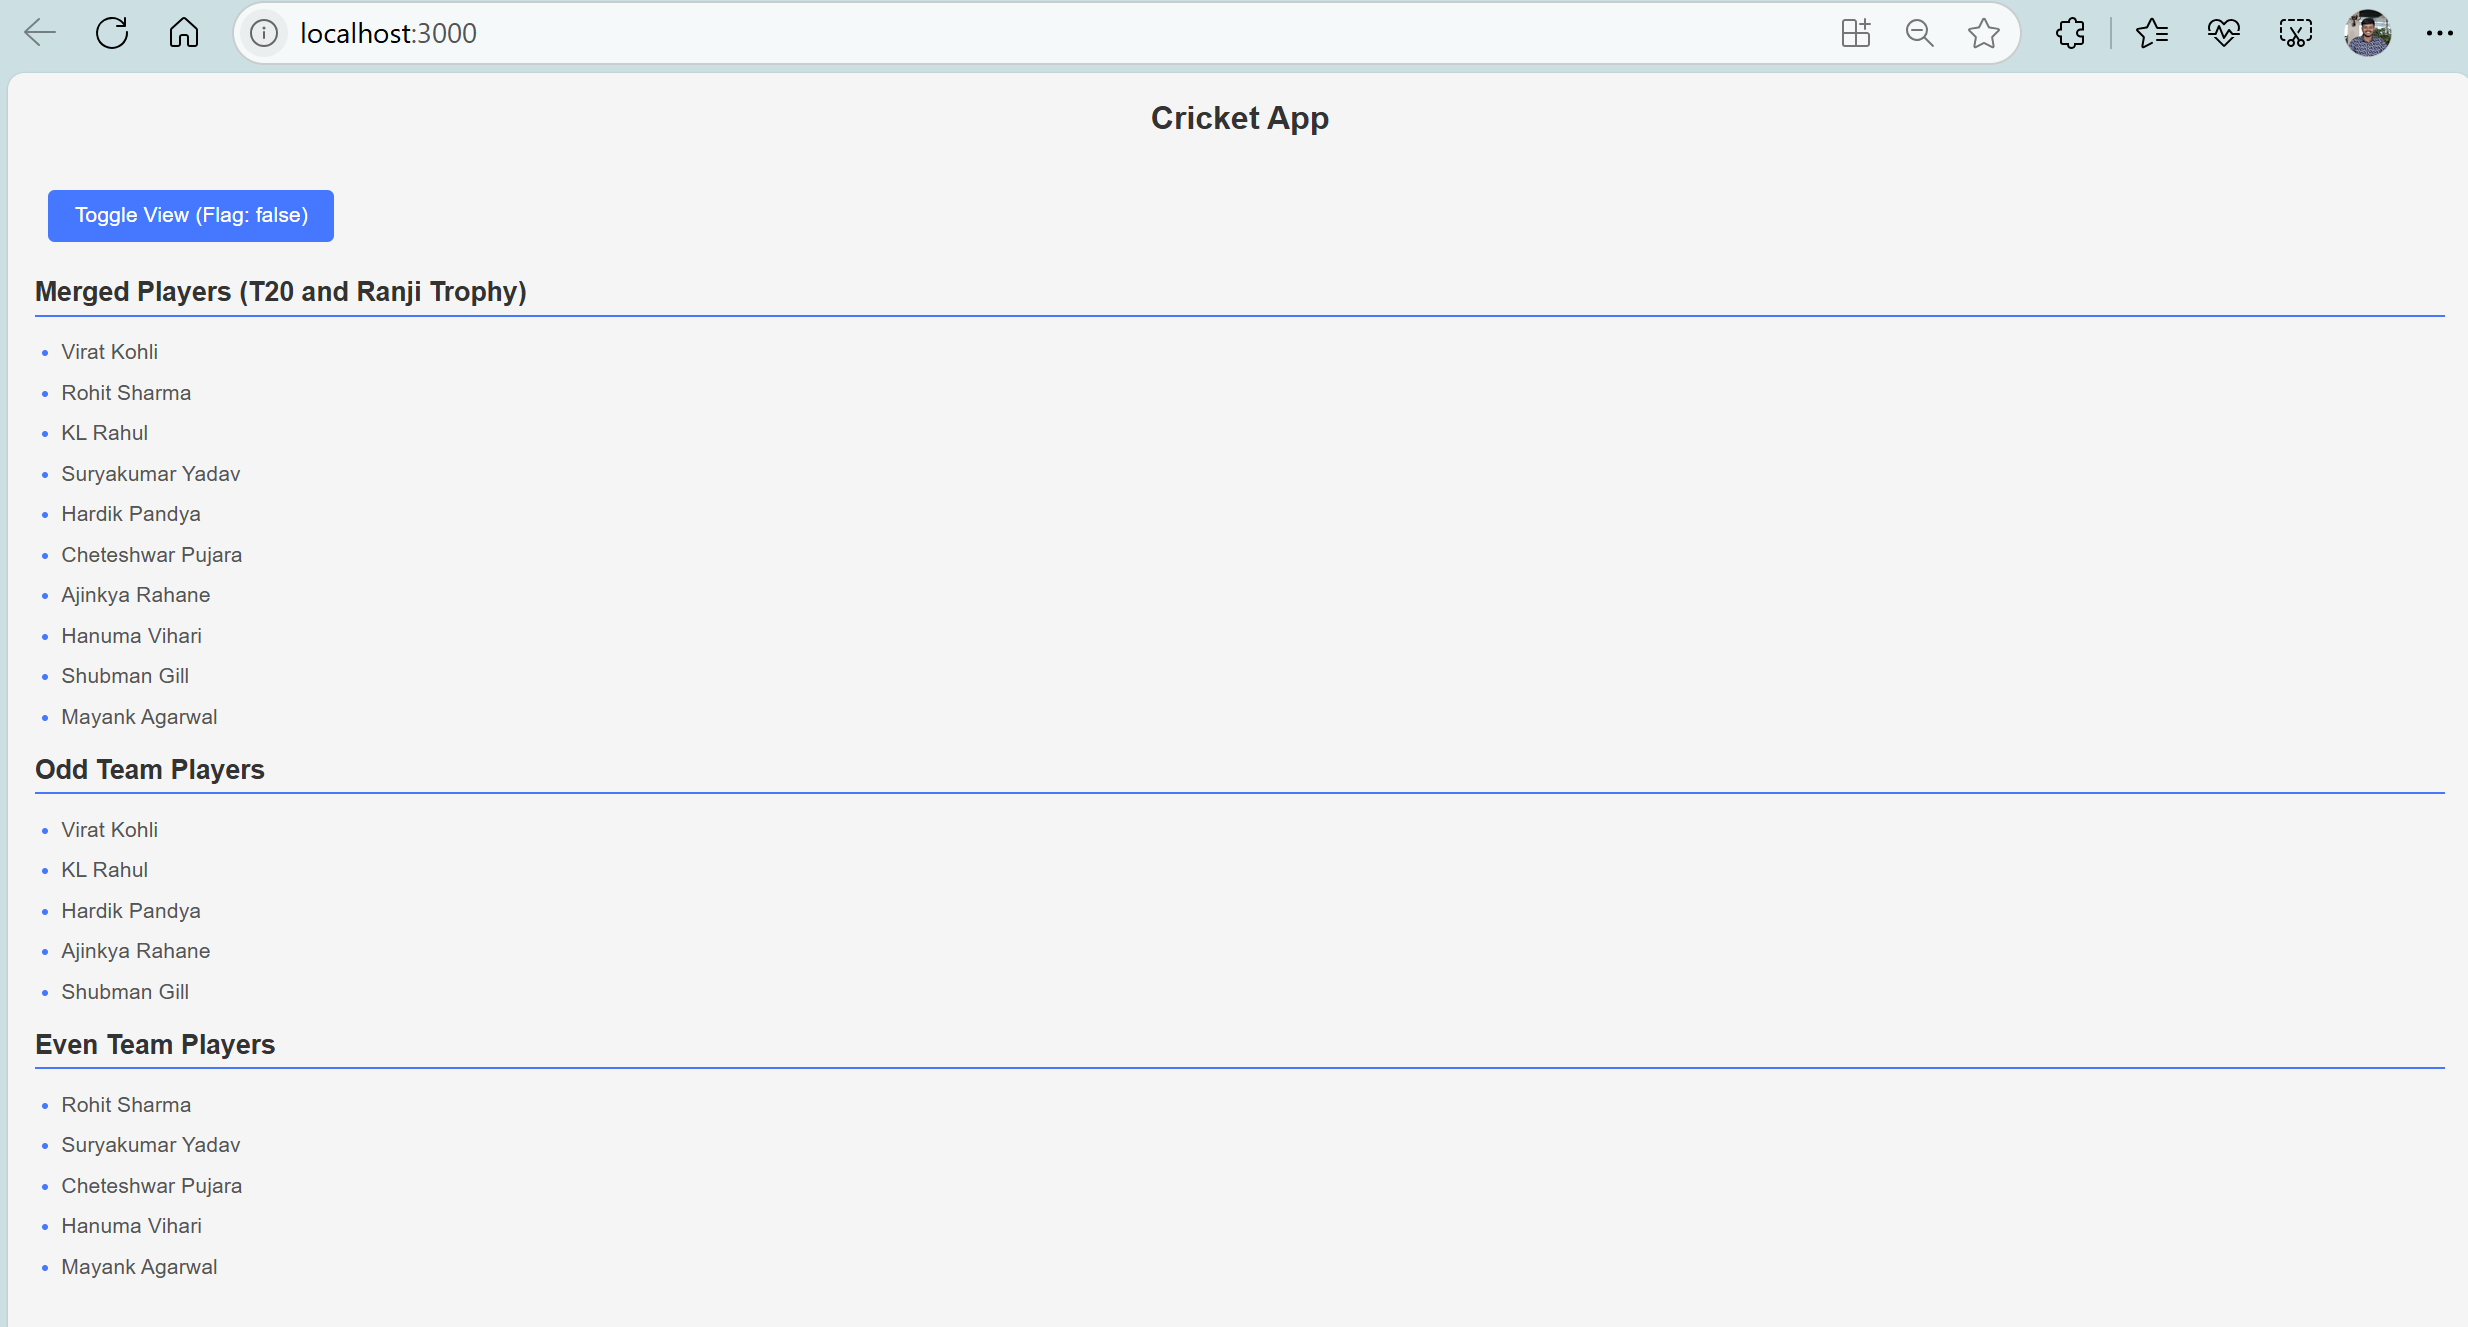 localhost:3000
Cricket App
Toggle View (Flag: false)
Merged Players (T20 and Ranji Trophy)
Virat Kohli
Rohit Sharma
KL Rahul
Suryakumar Yadav
Hardik Pandya
Cheteshwar Pujara
Ajinkya Rahane
Hanuma Vihari
Shubman Gill
Mayank Agarwal
Odd Team Players
Virat Kohli
KL Rahul
Hardik Pandya
Ajinkya Rahane
Shubman Gill
Even Team Players
Rohit Sharma
Suryakumar Yadav
Cheteshwar Pujara
Hanuma Vihari
Mayank Agarwal